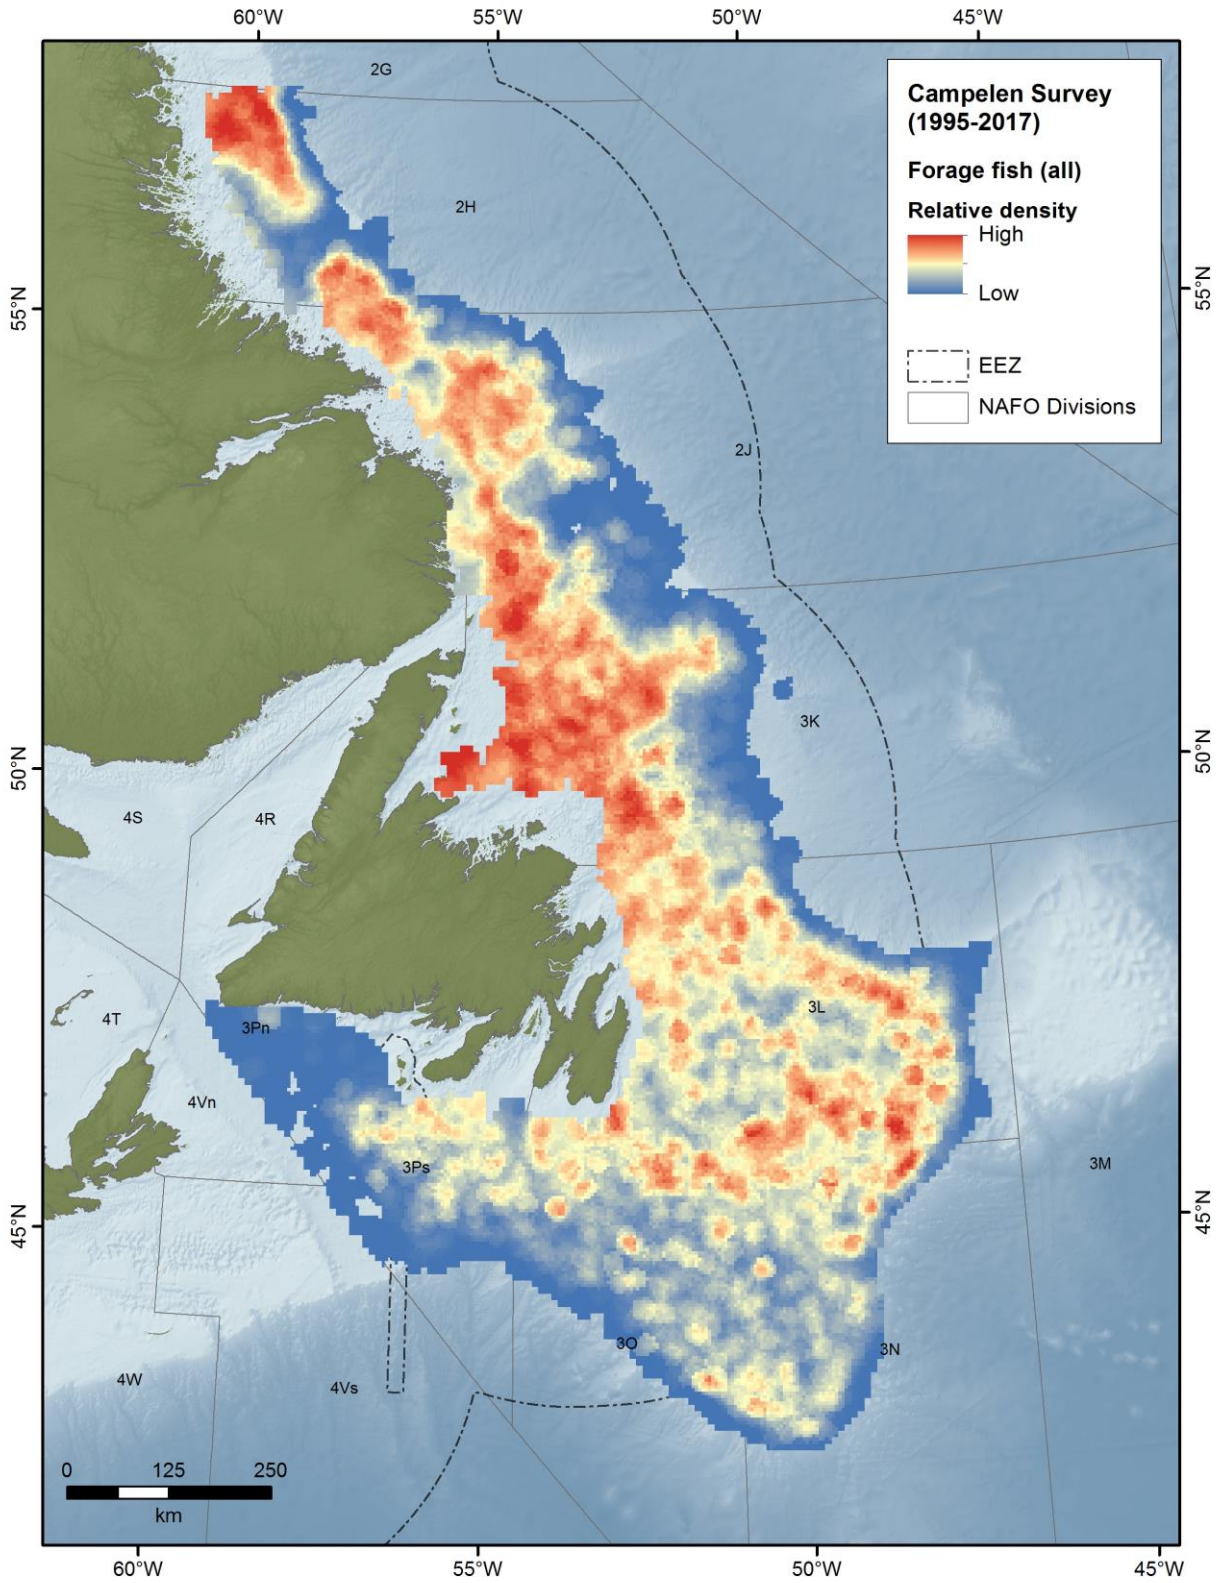 60°W 55°W 50°W 45°W
2G
Campelen Survey
(1995-2017)
Forage fish (all)
Relative density
High
Low
EEZ
NAFO Divisions
2H
55°N 55°N
2J
3K
50°N 50°N
4S 4R
3L
4T 3Pn
4Vn
3Ps 3M
45°N 45°N
3O 3N
4W 4Vs
0 125 250
km
60°W 55°W 50°W 45°W